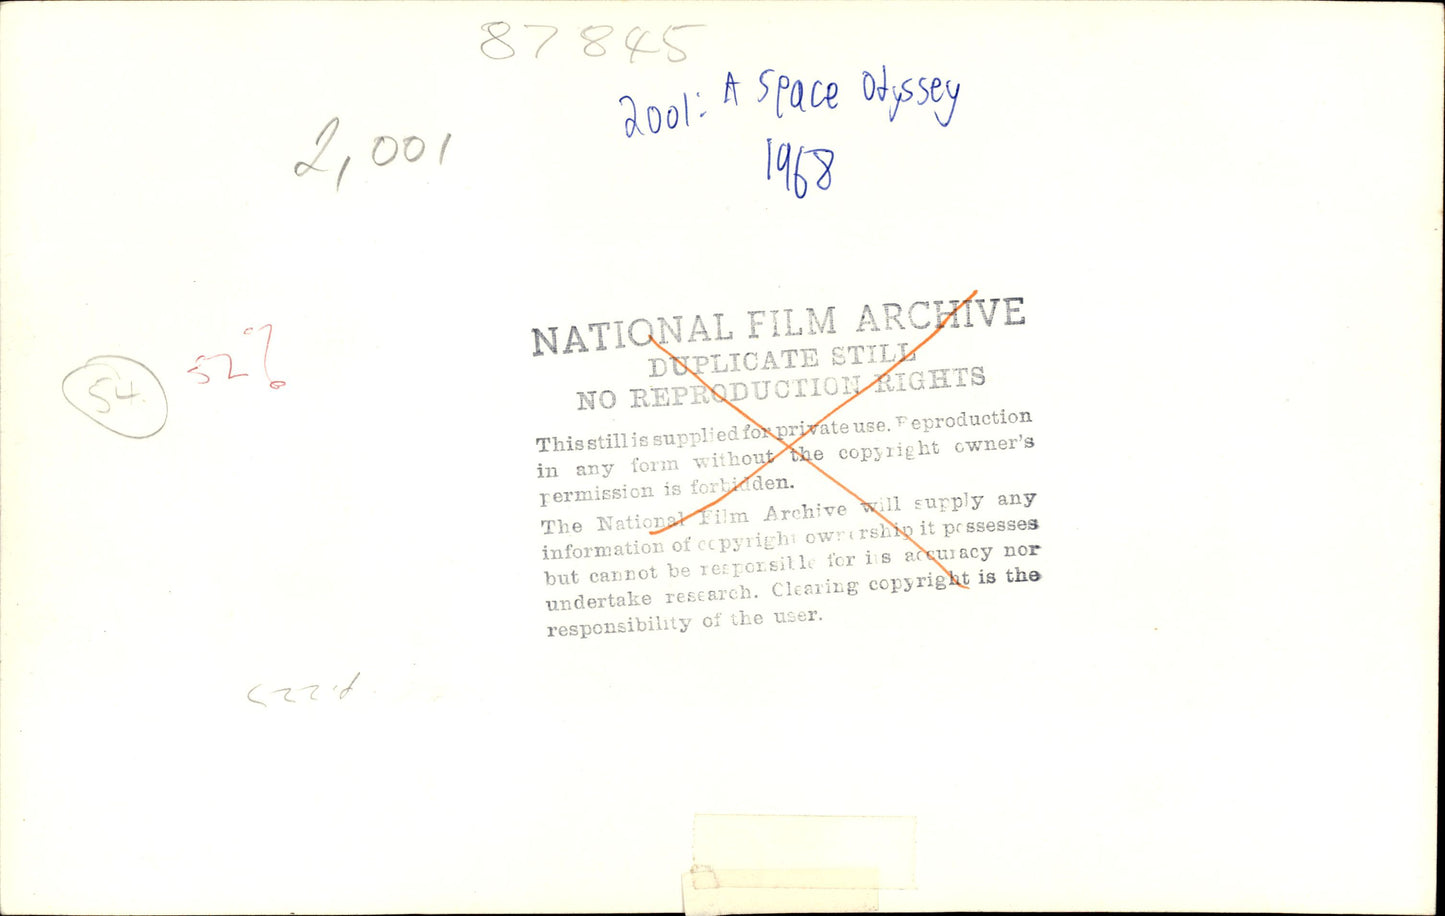 87845
2001: A Space Odyssey
1968
2,001
NATIONAL FILM ARCHIVE
DUPLICATE STILL
NO REPRODUCTION RIGHTS
52%
54.
This still is supplied for private use. Reproduction
in any form without the copyright owner's
permission is forbidden.
The National Film Archive will supply any
information of copyright ownership it possesses
but cannot be responsible for its accuracy nor
undertake research. Clearing copyright is the
responsibility of the user.